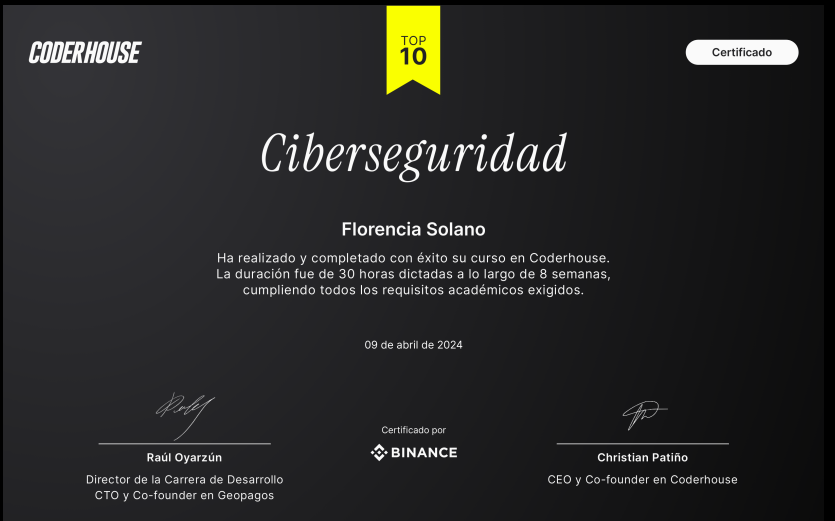 CODERHOUSE
TOP
10
Certificado
Ciberseguridad
Florencia Solano
Ha realizado y completado con éxito su curso en Coderhouse.
La duración fue de 30 horas dictadas a lo largo de 8 semanas,
cumpliendo todos los requisitos académicos exigidos.
09 de abril de 2024
Raúl Oyarzún
Director de la Carrera de Desarrollo
CTO y Co-founder en Geopagos
Certificado por
BINANCE
Christian Patiño
CEO y Co-founder en Coderhouse